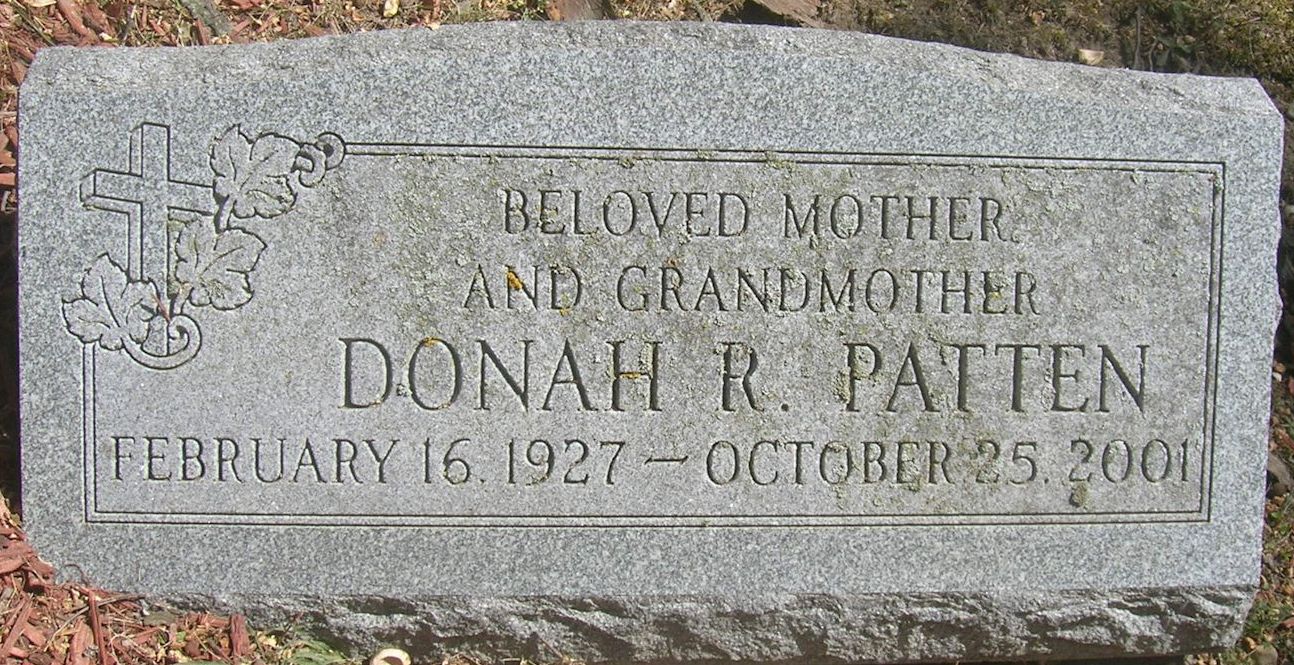 BELOVED MOTHER
AND GRANDMOTHER
DONAH R. PATTEN
FEBRUARY 16. 1927 — OCTOBER 25. 2001